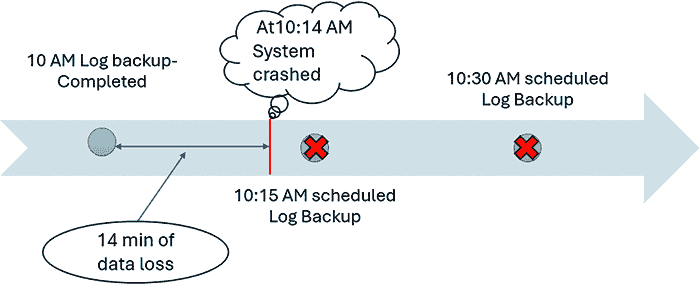 10 AM Log backup-
Completed
At10:14 AM
System
crashed
10:30 AM scheduled
Log Backup
10:15 AM scheduled
Log Backup
14 min of
data loss